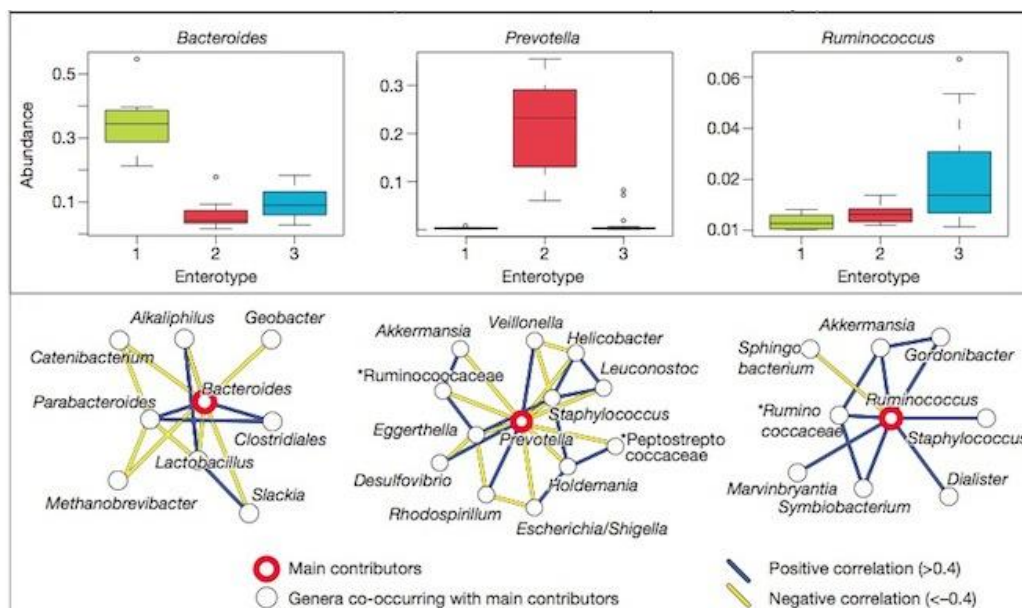 Bacteroides
Prevotella
Ruminococcus
Abundance
0.5
0.3
0.1
1 2 3
Enterotype
0.3
0.2
0.1
1 2 3
Enterotype
0.06
0.04
0.02
0.01
1 2 3
Enterotype
Alkaliphilus
Geobacter
Catenibacterium
Bacteroides
Parabacteroides
Clostridiales
Lactobacillus
Methanobrevibacter
Slackia
Veillonella
Akkermansia
Helicobacter
*Ruminococcaceae
Leuconostoc
Staphylococcus
Eggerthella
Prevotella
*Peptostrepto
coccaceae
Desulfovibrio
Holdemania
Rhodospirillum
Escherichia/Shigella
Akkermansia
Sphingo
bacterium
Gordonibacter
Ruminococcus
*Rumino
coccaceae
Staphylococcus
Marvinbryantia
Dialister
Symbiobacterium
Main contributors
Genera co-occurring with main contributors
Positive correlation (>0.4)
Negative correlation (<–0.4)